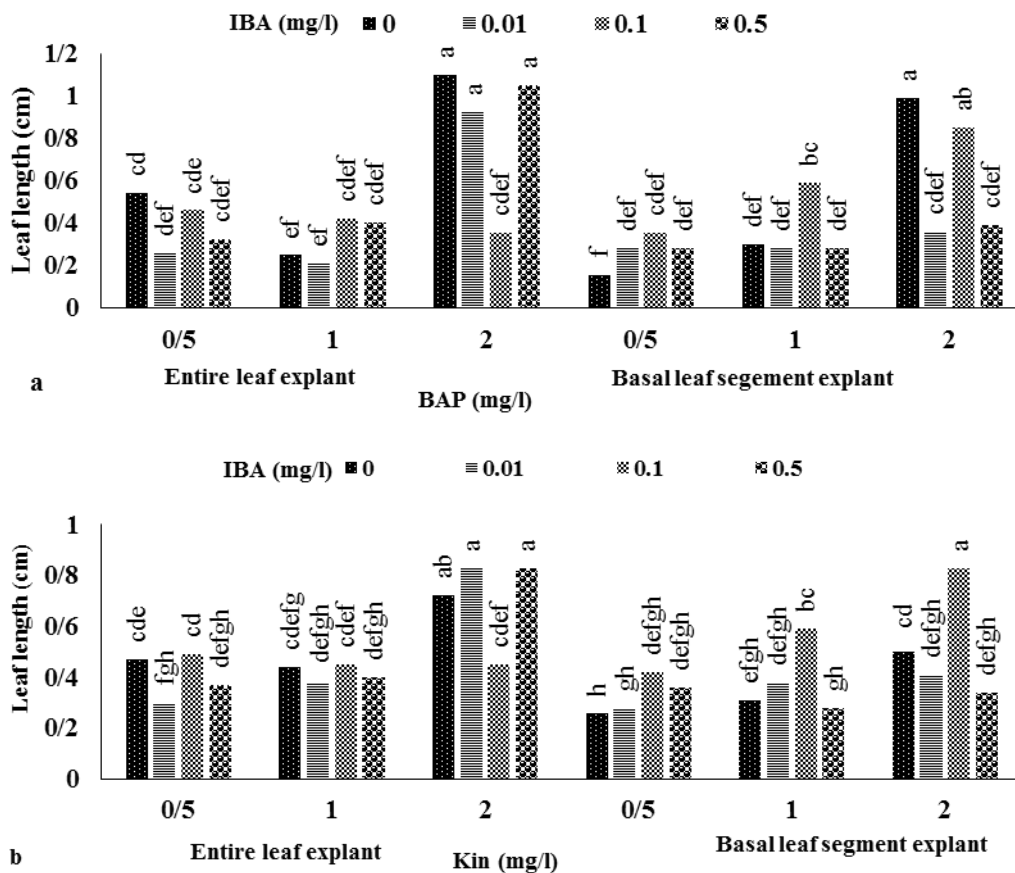 IBA (mg/l) 0 0.01 0.1 0.5
Leaf length (cm)
1/2
1
0/8
0/6
0/4
0/2
0
cd def cde cdef ef ef cdef cdef a a cdef a f def cdef def def def bc def a cdef ab cdef
0/5 1 2 0/5 1 2
Entire leaf explant Basal leaf segement explant
a
BAP (mg/l)
IBA (mg/l) 0 0.01 0.1 0.5
Leaf length (cm)
1
0/8
0/6
0/4
0/2
0
cde fgh cd defgh cdefg defgh cdef defgh ab a cdef a h gh defgh defgh efgh defgh bc gh cd defgh a defgh
0/5 1 2 0/5 1 2
Entire leaf explant Basal leaf segment explant
b
Kin (mg/l)